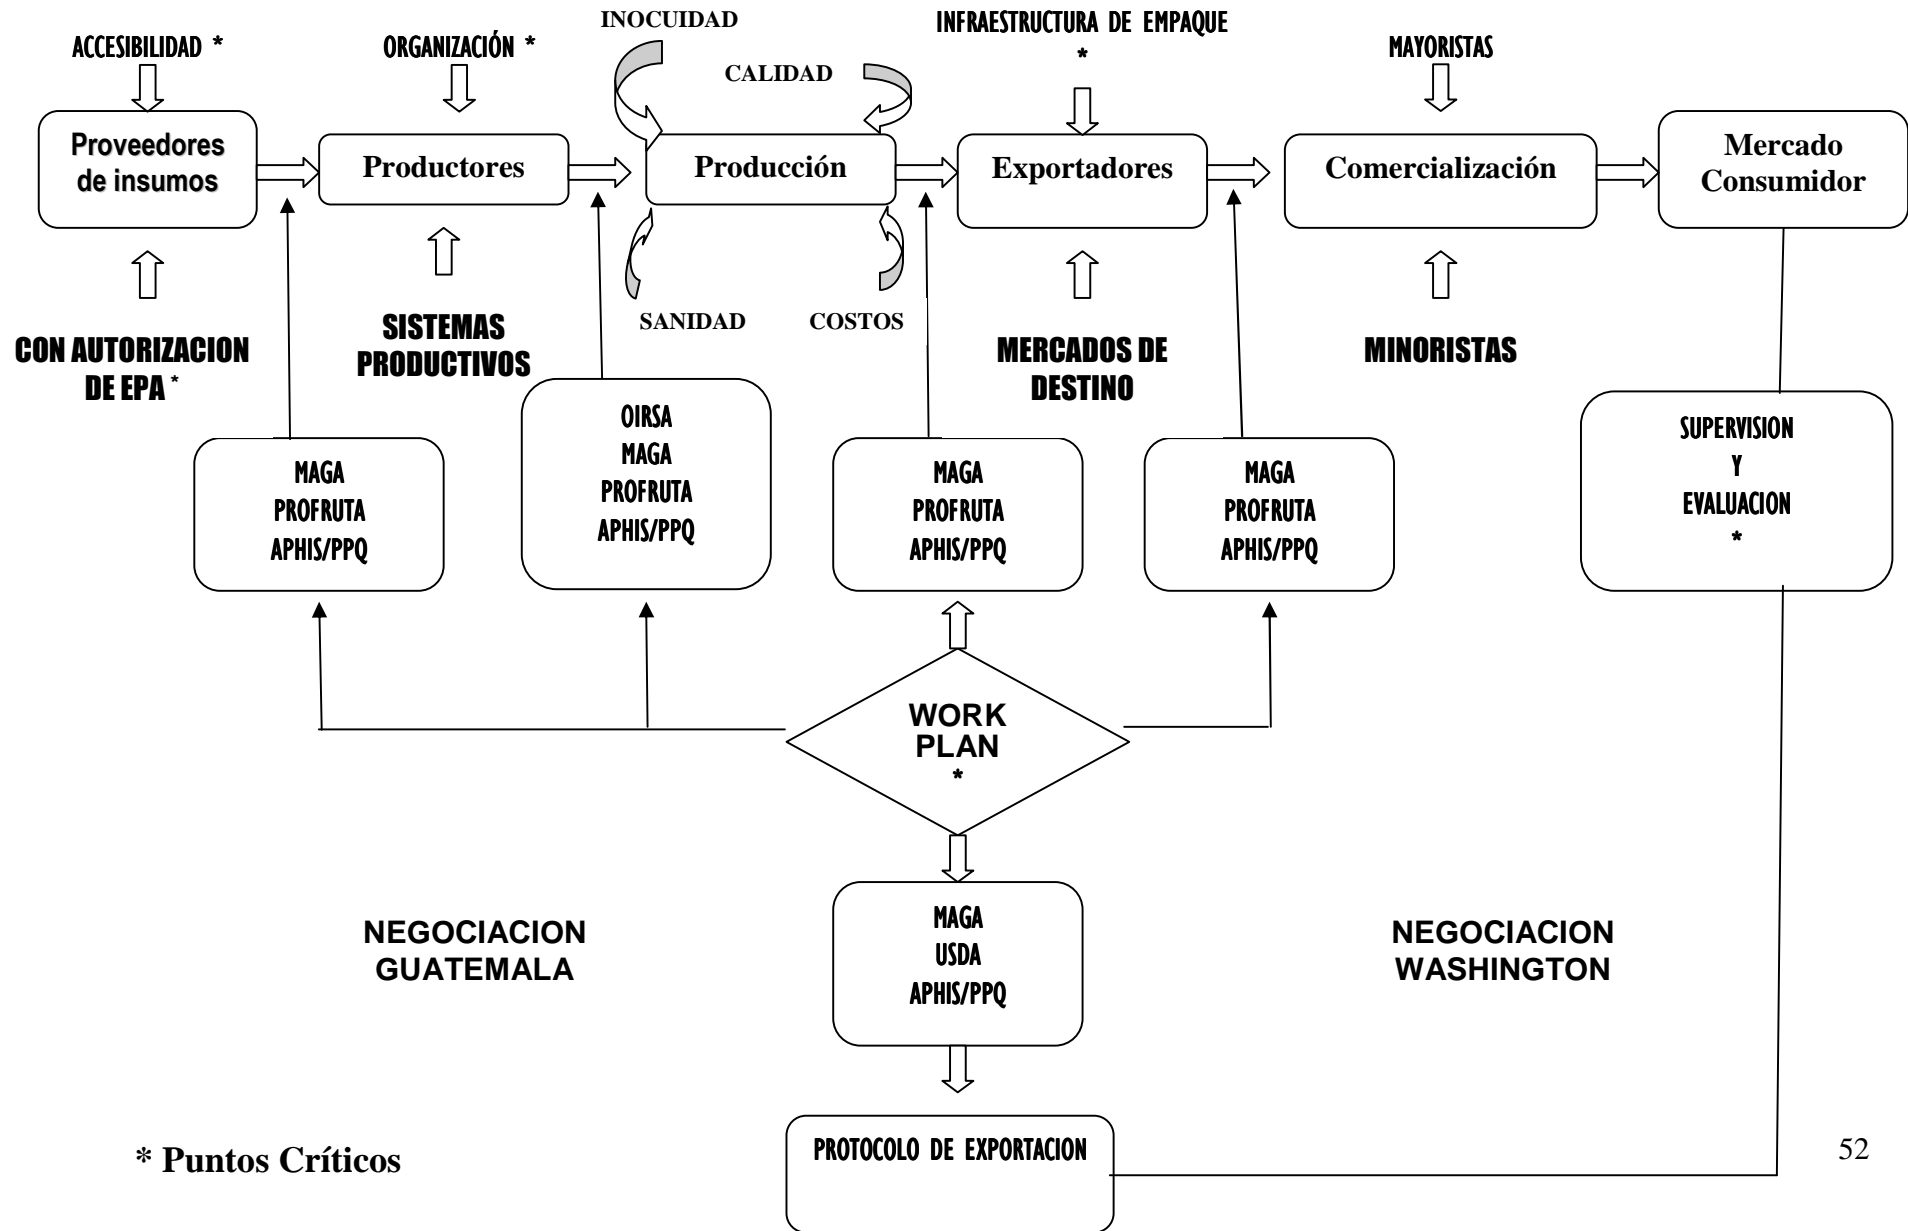 INOCUIDAD
INFRAESTRUCTURA DE EMPAQUE
*
ACCESIBILIDAD *
ORGANIZACIÓN *
MAYORISTAS
CALIDAD
Proveedores
de insumos
Productores
Producción
Exportadores
Comercialización
Mercado
Consumidor
SANIDAD
COSTOS
CON AUTORIZACION
DE EPA *
SISTEMAS
PRODUCTIVOS
MERCADOS DE
DESTINO
MINORISTAS
MAGA
PROFRUTA
APHIS/PPQ
OIRSA
MAGA
PROFRUTA
APHIS/PPQ
MAGA
PROFRUTA
APHIS/PPQ
MAGA
PROFRUTA
APHIS/PPQ
SUPERVISION
Y
EVALUACION
*
WORK
PLAN
*
NEGOCIACION
GUATEMALA
MAGA
USDA
APHIS/PPQ
NEGOCIACION
WASHINGTON
* Puntos Críticos
PROTOCOLO DE EXPORTACION
52